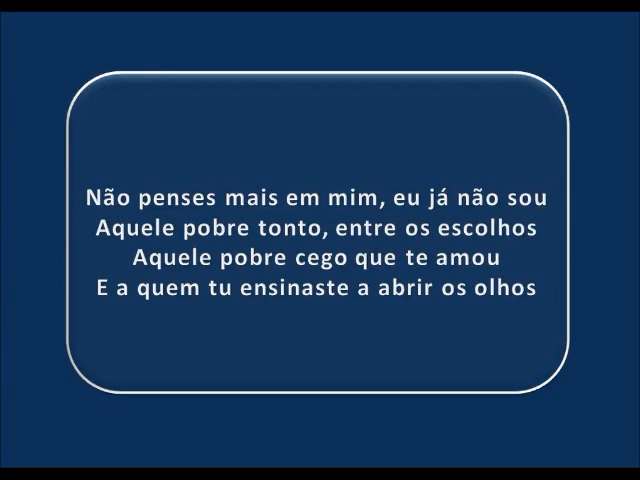 Não penses mais em mim, eu já não sou
Aquele pobre tonto, entre os escolhos
Aquele pobre cego que te amou
E a quem tu ensinaste a abrir os olhos